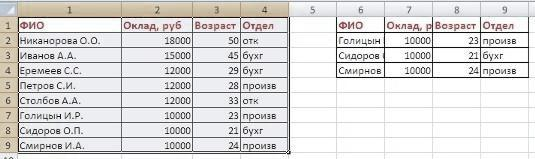 1 2 3 4 5 6 7 8 9
1 ФИО Оклад, руб Возраст Отдел ФИО Оклад, р Возраст Отдел
2 Никанорова О.О. 18000 50 отк Голицын 10000 23 произв
3 Иванов А.А. 15000 45 бухг Сидоров 10000 21 бухг
4 Еремеев С.С. 12000 29 бухг Смирнов 10000 24 произв
5 Петров С.И. 12000 28 произв
6 Столбов А.А. 12000 33 отк
7 Голицын И.Р. 10000 23 произв
8 Сидоров О.П. 10000 21 бухг
9 Смирнов И.А. 10000 24 произв